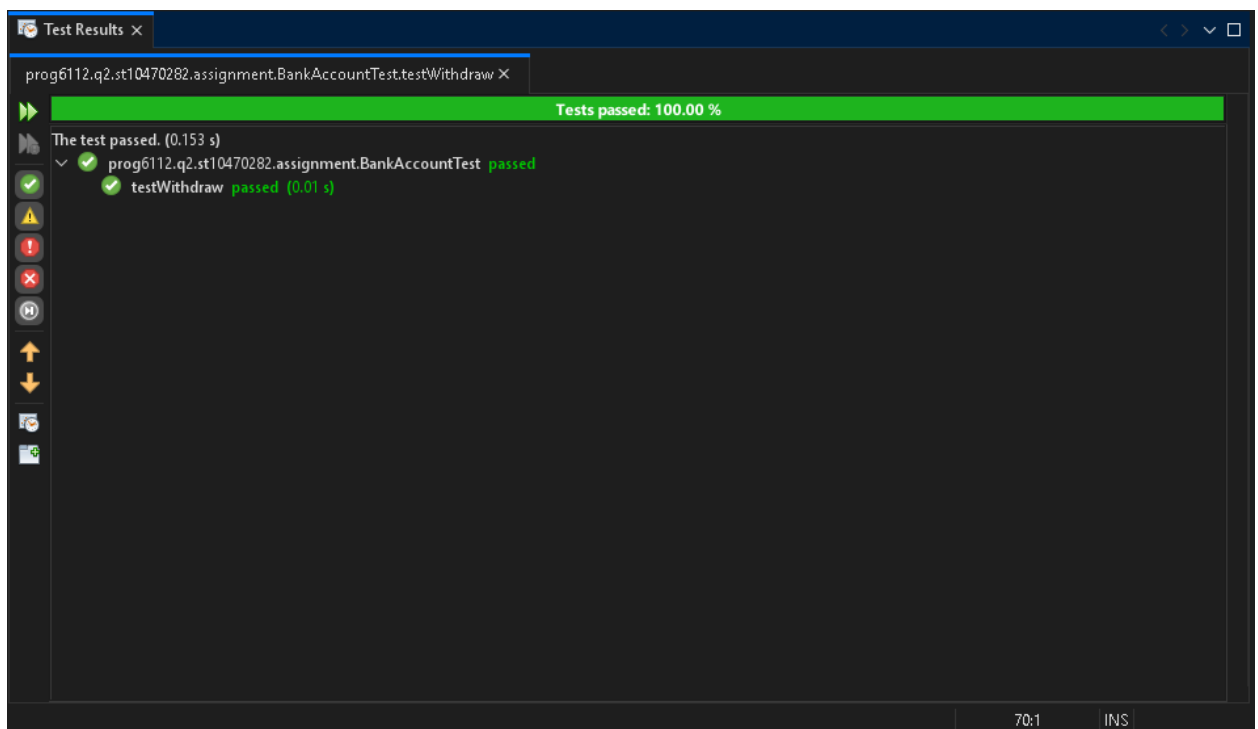 Test Results
prog6112.q2.st10470282.assignment.BankAccountTest.testWithdraw
Tests passed: 100.00 %
The test passed. (0.153 s)
prog6112.q2.st10470282.assignment.BankAccountTest passed
testWithdraw passed (0.01 s)
70:1 INS